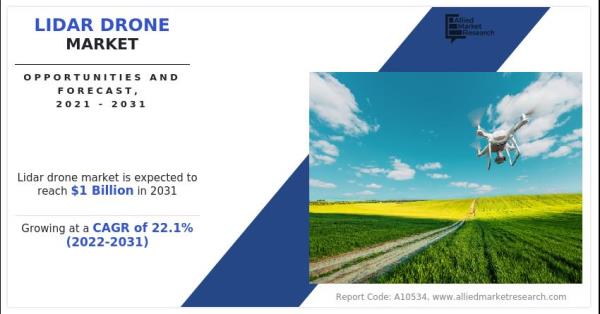 LIDAR DRONE
MARKET
OPPORTUNITIES AND
FORECAST,
2021 - 2031
Allied
Market
Research
Lidar drone market is expected to
reach $1 Billion in 2031
Growing at a CAGR of 22.1%
(2022-2031)
Report Code: A10534, www.alliedmarketresearch.com